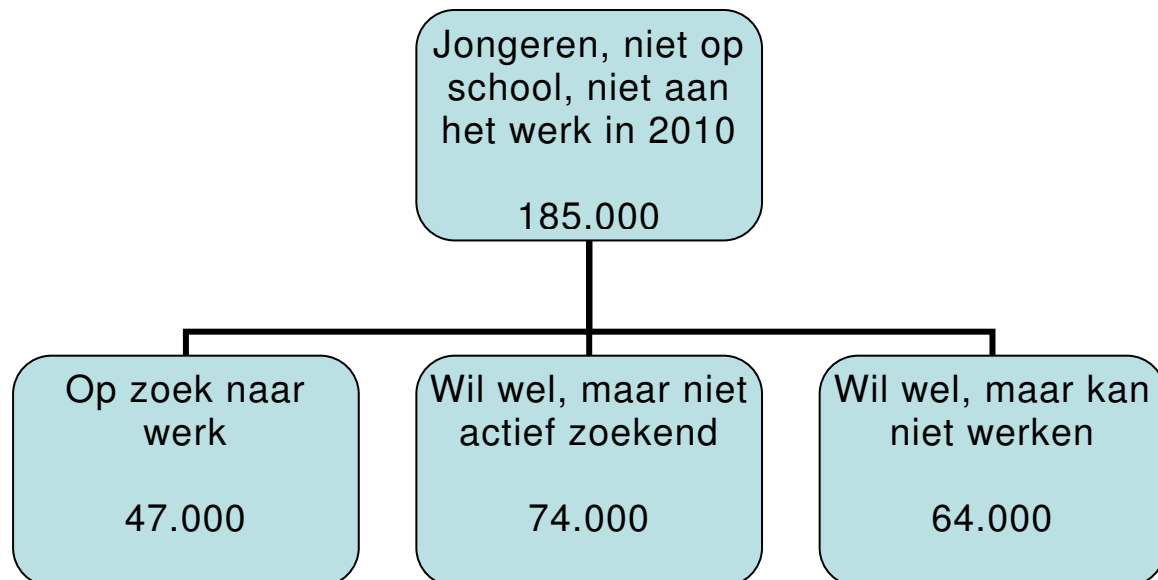 Jongeren, niet op
school, niet aan
het werk in 2010
185.000
Op zoek naar
werk
47.000
Wil wel, maar niet
actief zoekend
74.000
Wil wel, maar kan
niet werken
64.000